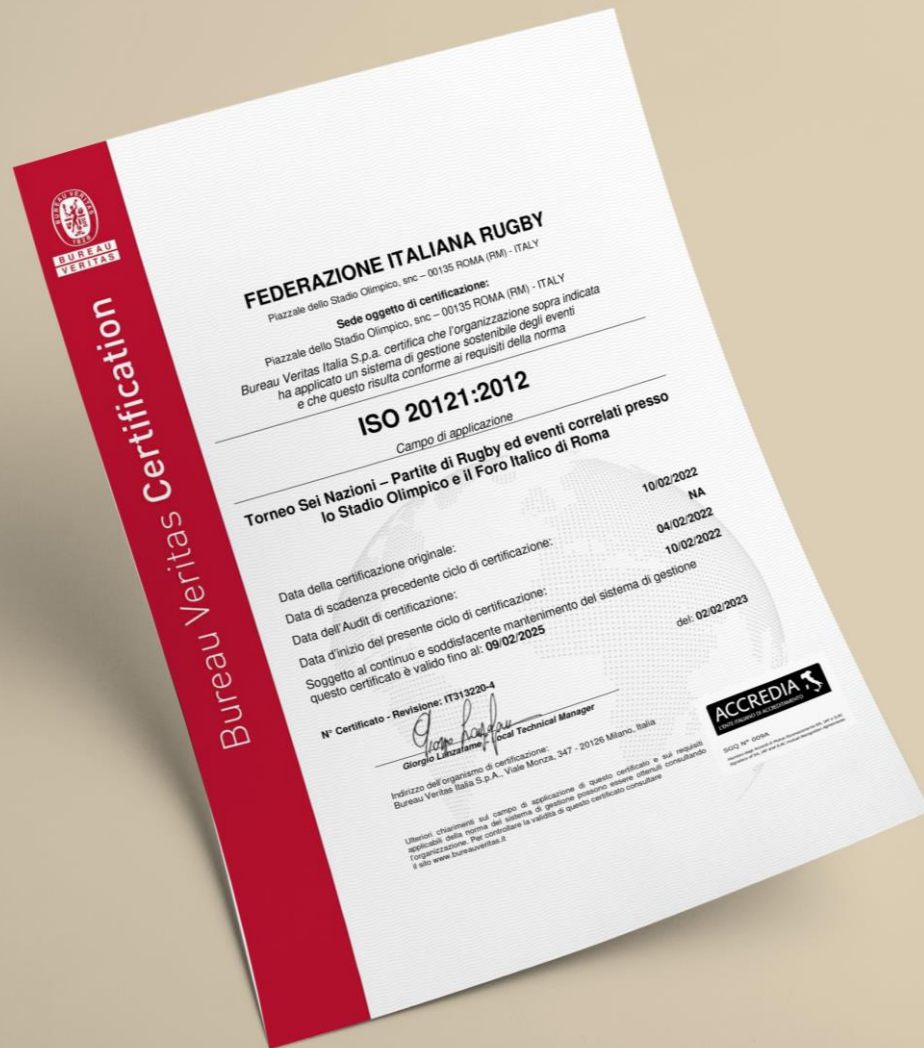 BUREAU VERITAS
1828
BUREAU
VERITAS
Bureau Veritas Certification
FEDERAZIONE ITALIANA RUGBY
Piazzale dello Stadio Olimpico, snc – 00135 ROMA (RM) - ITALY
Sede oggetto di certificazione:
Piazzale dello Stadio Olimpico, snc – 00135 ROMA (RM) - ITALY
Bureau Veritas Italia S.p.a. certifica che l'organizzazione sopra indicata
ha applicato un sistema di gestione sostenibile degli eventi
e che questo risulta conforme ai requisiti della norma
ISO 20121:2012
Campo di applicazione
Torneo Sei Nazioni – Partite di Rugby ed eventi correlati presso
lo Stadio Olimpico e il Foro Italico di Roma
Data della certificazione originale: 10/02/2022
Data di scadenza precedente ciclo di certificazione: NA
Data dell'Audit di certificazione: 04/02/2022
Data d'inizio del presente ciclo di certificazione: 10/02/2022
Soggetto al continuo e soddisfacente mantenimento del sistema di gestione
questo certificato è valido fino al: 09/02/2025
N° Certificato - Revisione: IT313220-4 del: 02/02/2023
Giorgio Lanzafame, Local Technical Manager
Indirizzo dell'organismo di certificazione:
Bureau Veritas Italia S.p.A., Viale Monza, 347 - 20126 Milano, Italia
Ulteriori chiarimenti sul campo di applicazione di questo certificato e sui requisiti
applicabili della norma del sistema di gestione possono essere ottenuti consultando
l'organizzazione. Per controllare la validità di questo certificato consultare
il sito www.bureauveritas.it
ACCREDIA
L'ENTE ITALIANO DI ACCREDITAMENTO
SGQ N° 009A